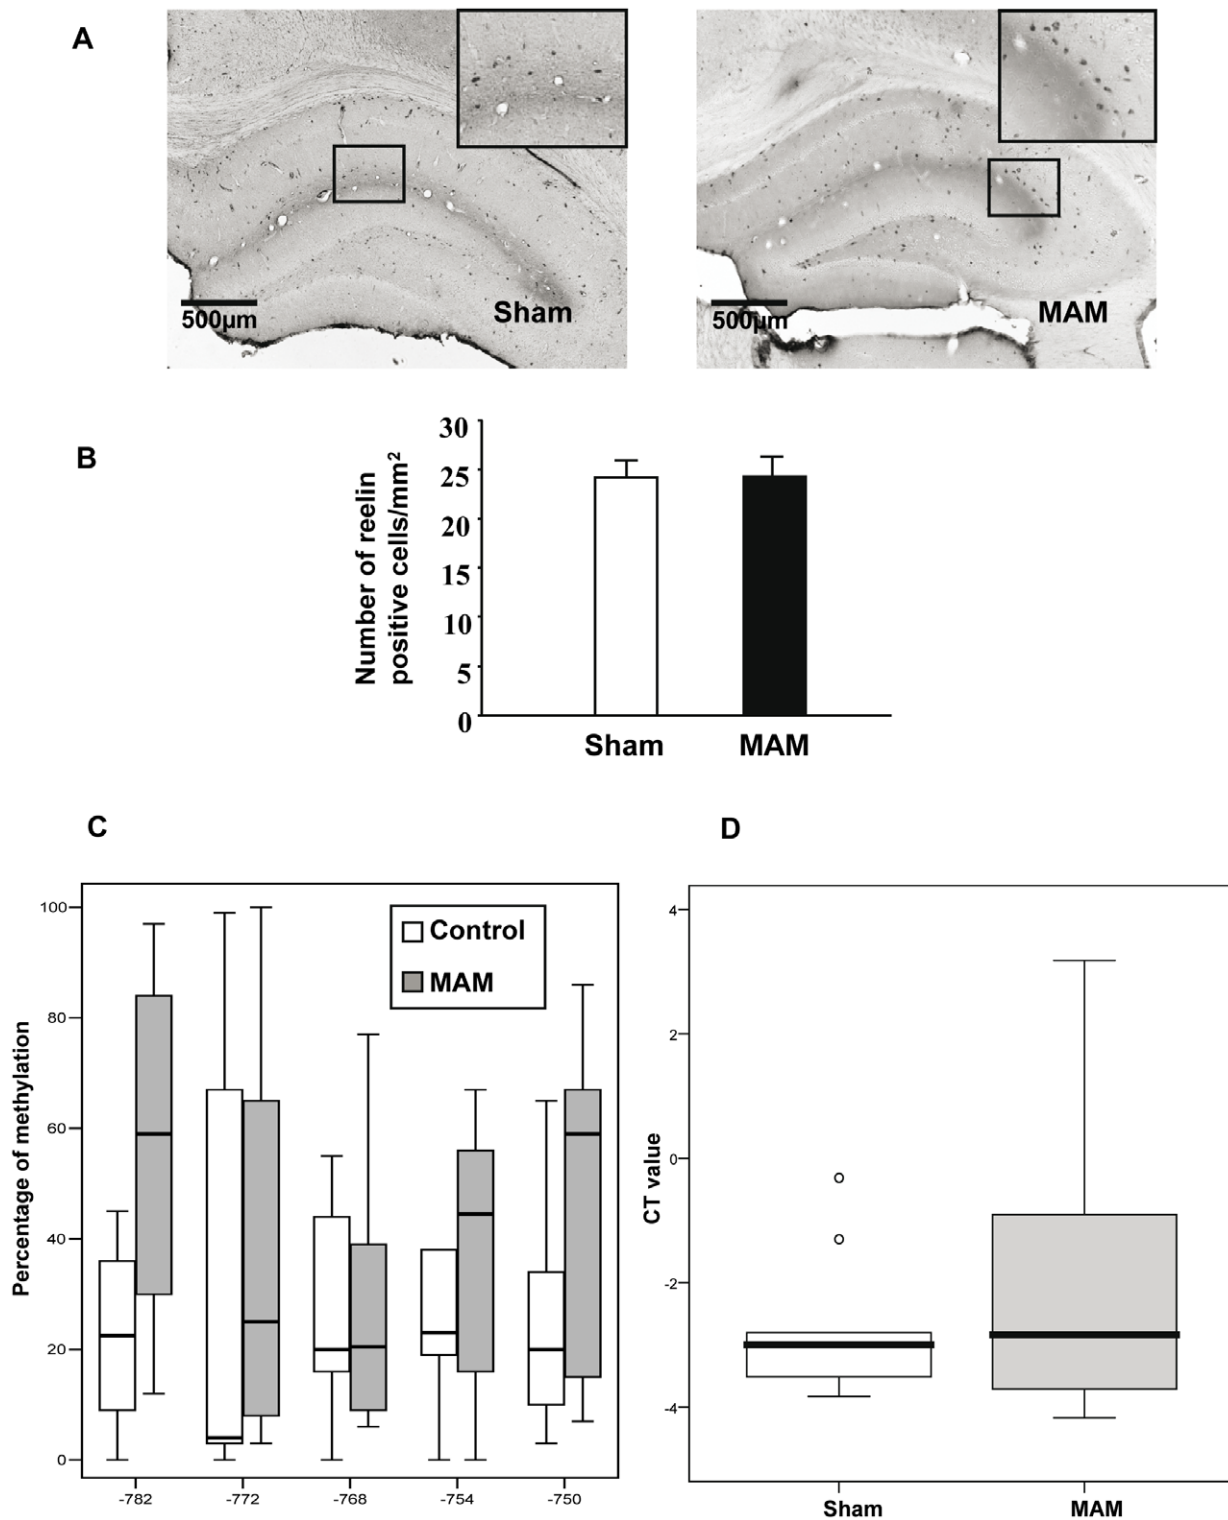 A
500µm
Sham
500µm
MAM
B
Number of reelin
positive cells/mm²
30
25
20
15
10
5
0
Sham
MAM
C
Percentage of methylation
100
80
60
40
20
0
Control
MAM
-782
-772
-768
-754
-750
D
CT value
4
2
0
-2
-4
Sham
MAM